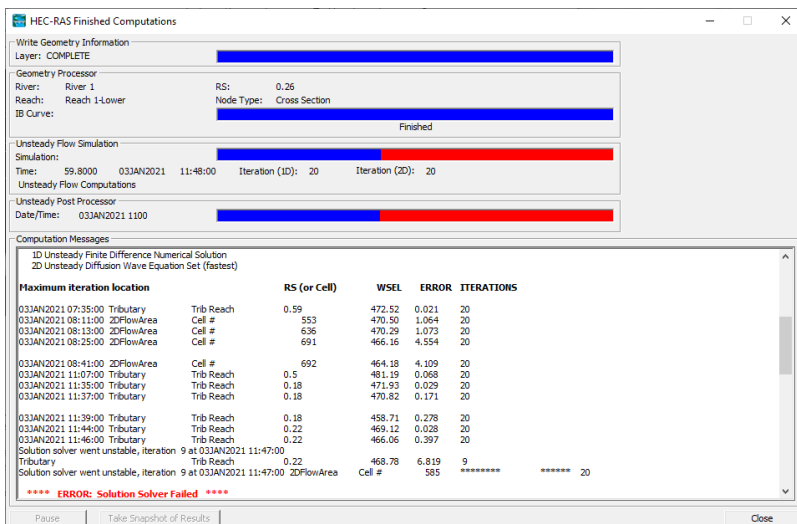 HEC-RAS Finished Computations
Write Geometry Information
Layer: COMPLETE
Geometry Processor
River: River 1 RS: 0.26
Reach: Reach 1-Lower Node Type: Cross Section
IB Curve:
Finished
Unsteady Flow Simulation
Simulation:
Time: 59.8000 03JAN2021 11:48:00 Iteration (1D): 20 Iteration (2D): 20
Unsteady Flow Computations
Unsteady Post Processor
Date/Time: 03JAN2021 1100
Computation Messages
1D Unsteady Finite Difference Numerical Solution
2D Unsteady Diffusion Wave Equation Set (fastest)
Maximum iteration location RS (or Cell) WSEL ERROR ITERATIONS
03JAN2021 07:35:00 Tributary Trib Reach 0.59 472.52 0.021 20
03JAN2021 08:11:00 2DFlowArea Cell # 553 470.50 1.064 20
03JAN2021 08:13:00 2DFlowArea Cell # 636 470.29 1.073 20
03JAN2021 08:25:00 2DFlowArea Cell # 691 466.16 4.554 20
03JAN2021 08:41:00 2DFlowArea Cell # 692 464.18 4.109 20
03JAN2021 11:07:00 Tributary Trib Reach 0.5 481.19 0.068 20
03JAN2021 11:35:00 Tributary Trib Reach 0.18 471.93 0.029 20
03JAN2021 11:37:00 Tributary Trib Reach 0.18 470.82 0.171 20
03JAN2021 11:39:00 Tributary Trib Reach 0.18 458.71 0.278 20
03JAN2021 11:44:00 Tributary Trib Reach 0.22 469.12 0.028 20
03JAN2021 11:46:00 Tributary Trib Reach 0.22 466.06 0.397 20
Solution solver went unstable, iteration 9 at 03JAN2021 11:47:00
Tributary Trib Reach 0.22 468.78 6.819 9
Solution solver went unstable, iteration 9 at 03JAN2021 11:47:00 2DFlowArea Cell # 585 ******** ****** 20
**** ERROR: Solution Solver Failed ****
Pause Take Snapshot of Results Close